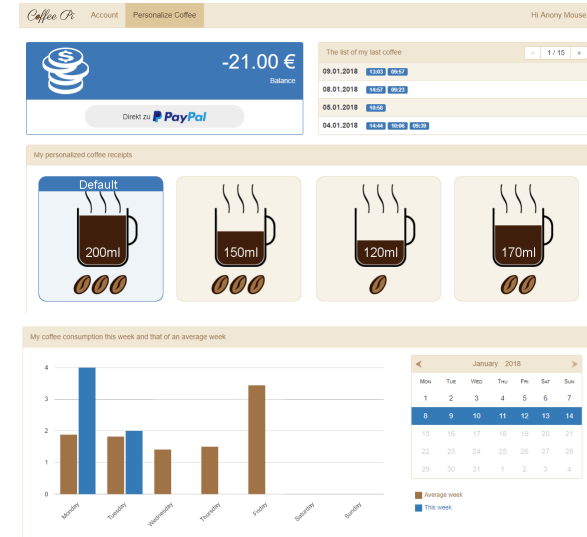 Coffee Pi Account Personalize Coffee Hi Anony Mouse
-21.00 €
Balance
Direkt zu PayPal
The list of my last coffee « 1 / 15 »
09.01.2018 13:03 09:57
08.01.2018 14:57 09:23
05.01.2018 10:58
04.01.2018 14:44 10:06 09:39
My personalized coffee receipts
Default
200ml 150ml 120ml 170ml
My coffee consumption this week and that of an average week
4
3
2
1
0
Monday Tuesday Wednesday Thursday Friday Saturday Sunday
January 2018
Mon Tue Wed Thu Fri Sat Sun
1 2 3 4 5 6 7
8 9 10 11 12 13 14
15 16 17 18 19 20 21
22 23 24 25 26 27 28
29 30 31 1 2 3 4
Average week
This week